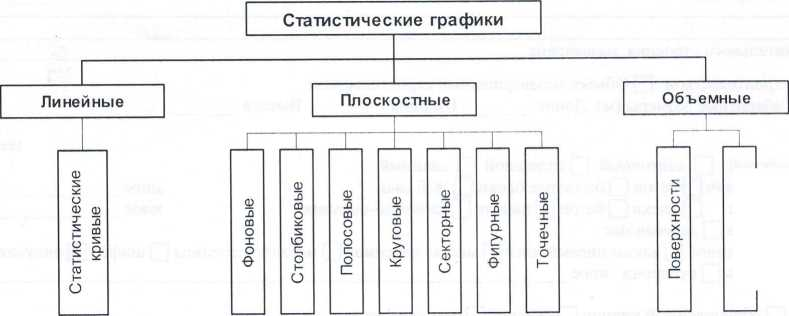 Статистические графики
Линейные
Плоскостные
Объемные
Статистические
кривые
Фоновые
Столбиковые
Полосовые
Круговые
Секторные
Фигурные
Точечные
Поверхности